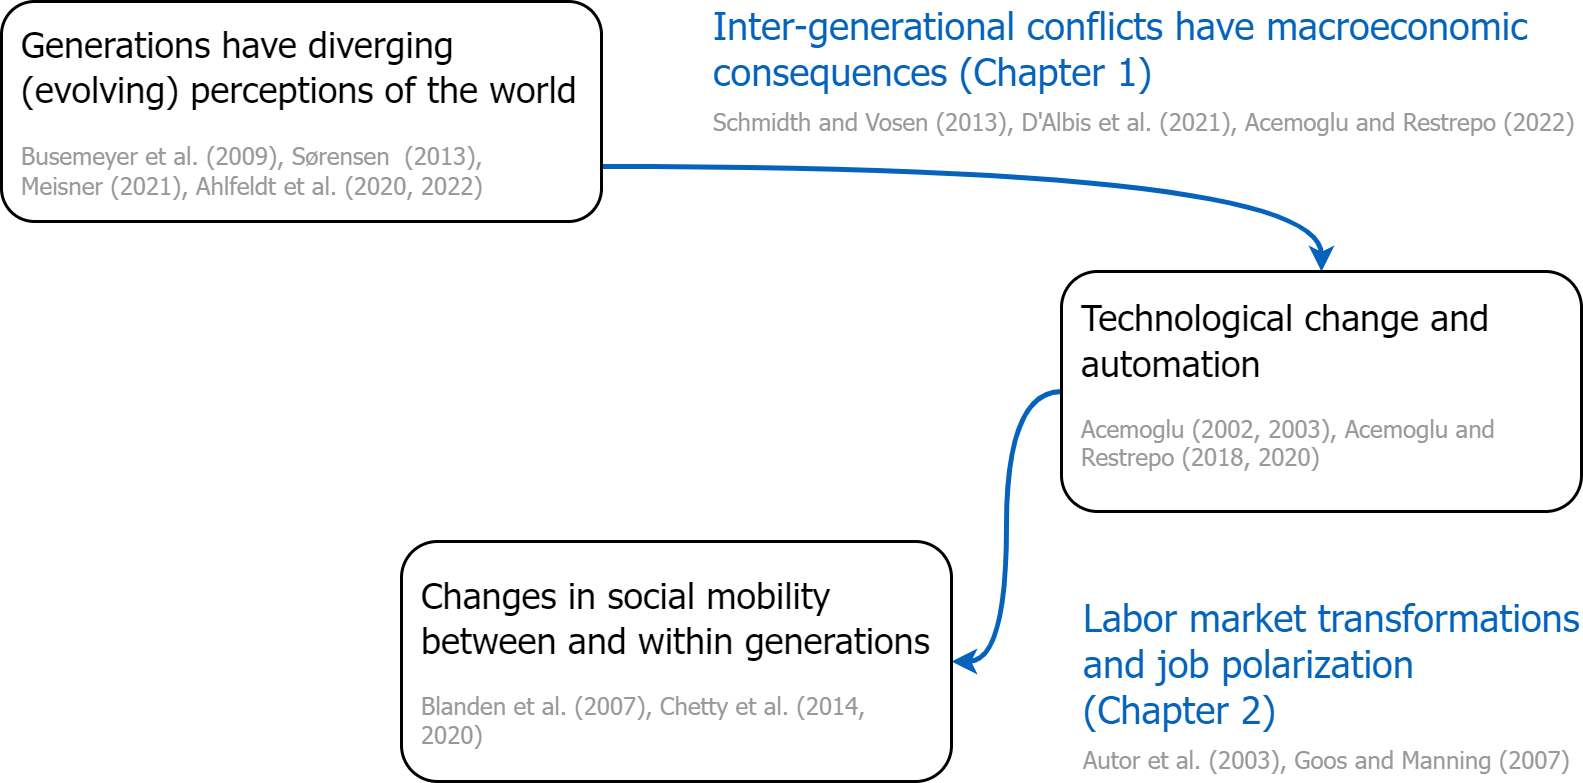 Generations have diverging
(evolving) perceptions of the world
Busemeyer et al. (2009), Sørensen (2013),
Meisner (2021), Ahlfeldt et al. (2020, 2022)
Inter-generational conflicts have macroeconomic
consequences (Chapter 1)
Schmidth and Vosen (2013), D'Albis et al. (2021), Acemoglu and Restrepo (2022)
Technological change and
automation
Acemoglu (2002, 2003), Acemoglu and
Restrepo (2018, 2020)
Changes in social mobility
between and within generations
Blanden et al. (2007), Chetty et al. (2014,
2020)
Labor market transformations
and job polarization
(Chapter 2)
Autor et al. (2003), Goos and Manning (2007)